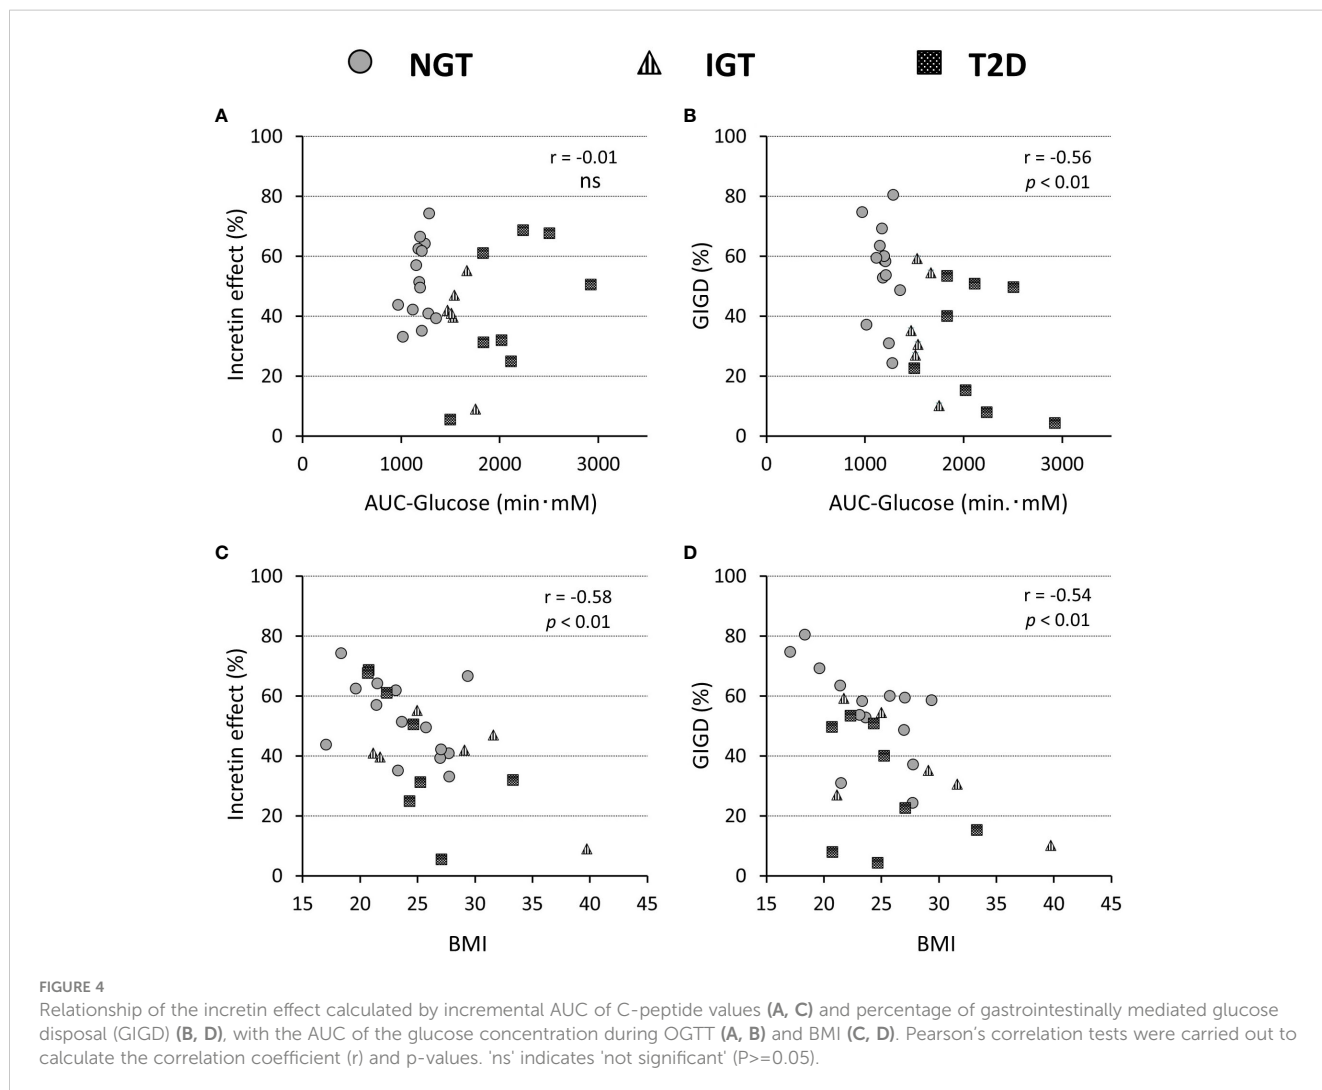 NGT IGT T2D
A
100
80
60
40
20
0
Incretin effect (%)
r = -0.01
ns
0 1000 2000 3000
AUC-Glucose (min·mM)
B
100
80
60
40
20
0
GIGD (%)
r = -0.56
p < 0.01
0 1000 2000 3000
AUC-Glucose (min.·mM)
C
100
80
60
40
20
0
Incretin effect (%)
r = -0.58
p < 0.01
15 20 25 30 35 40 45
BMI
D
100
80
60
40
20
0
GIGD (%)
r = -0.54
p < 0.01
15 20 25 30 35 40 45
BMI
FIGURE 4
Relationship of the incretin effect calculated by incremental AUC of C-peptide values (A, C) and percentage of gastrointestinally mediated glucose
disposal (GIGD) (B, D), with the AUC of the glucose concentration during OGTT (A, B) and BMI (C, D). Pearson's correlation tests were carried out to
calculate the correlation coefficient (r) and p-values. 'ns' indicates 'not significant' (P>=0.05).